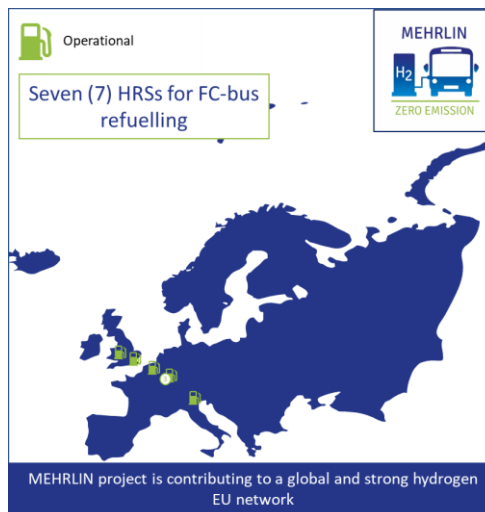 Operational
MEHRLIN
H2
ZERO EMISSION
Seven (7) HRSs for FC-bus
refuelling
MEHRLIN project is contributing to a global and strong hydrogen
EU network